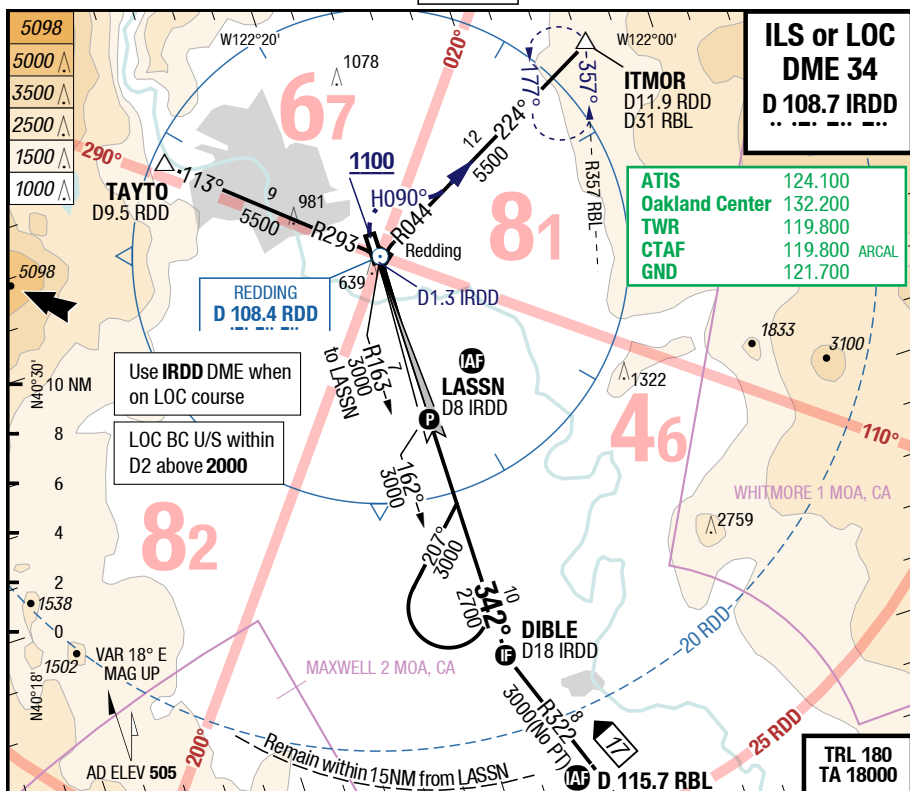 5098
5000
3500
2500
1500
1000
W122°20'
1078
020°
W122°00'
ILS or LOC
DME 34
D 108.7 IRDD
177°
357°
ITMOR
D11.9 RDD
D31 RBL
67
290°
TAYTO
D9.5 RDD
113°
9
5500
981
R293
1100
H090°
R044
12
224°
5500
R357 RBL
81
ATIS 124.100
Oakland Center 132.200
TWR 119.800
CTAF 119.800 ARCAL
GND 121.700
Redding
639
D1.3 IRDD
REDDING
D 108.4 RDD
5098
N40°30'
10 NM
8
6
4
2
0
N40°18'
Use IRDD DME when
on LOC course
LOC BC U/S within
D2 above 2000
R163
3000
to LASSN
7
IAF
LASSN
D8 IRDD
P
1833
3100
1322
46
110°
WHITMORE 1 MOA, CA
2759
162°
3000
82
207°
3000
342°
10
2700
DIBLE
D18 IRDD
IF
1538
1502
VAR 18° E
MAG UP
MAXWELL 2 MOA, CA
20 RDD
AD ELEV 505
200°
Remain within 15NM from LASSN
R322
8
3000(No PT)
17
IAF
D 115.7 RBL
25 RDD
TRL 180
TA 18000